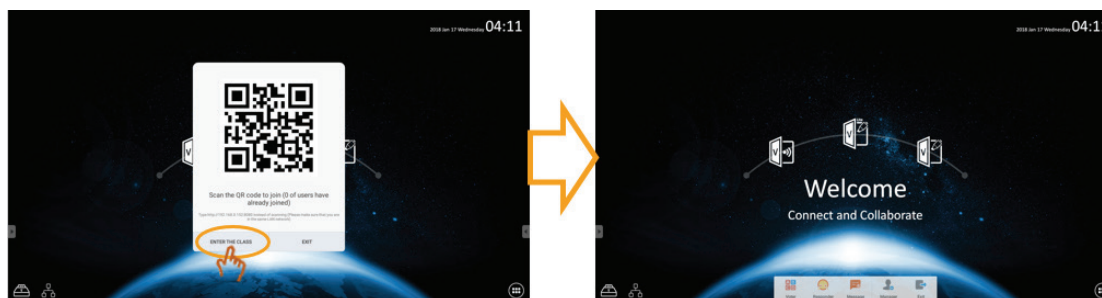 2018 Jan 17 Wednesday 04:11
Scan the QR code to join (0 of users have
already joined)
ENTER THE CLASS EXIT
2018 Jan 17 Wednesday 04:1
Welcome
Connect and Collaborate
Exit